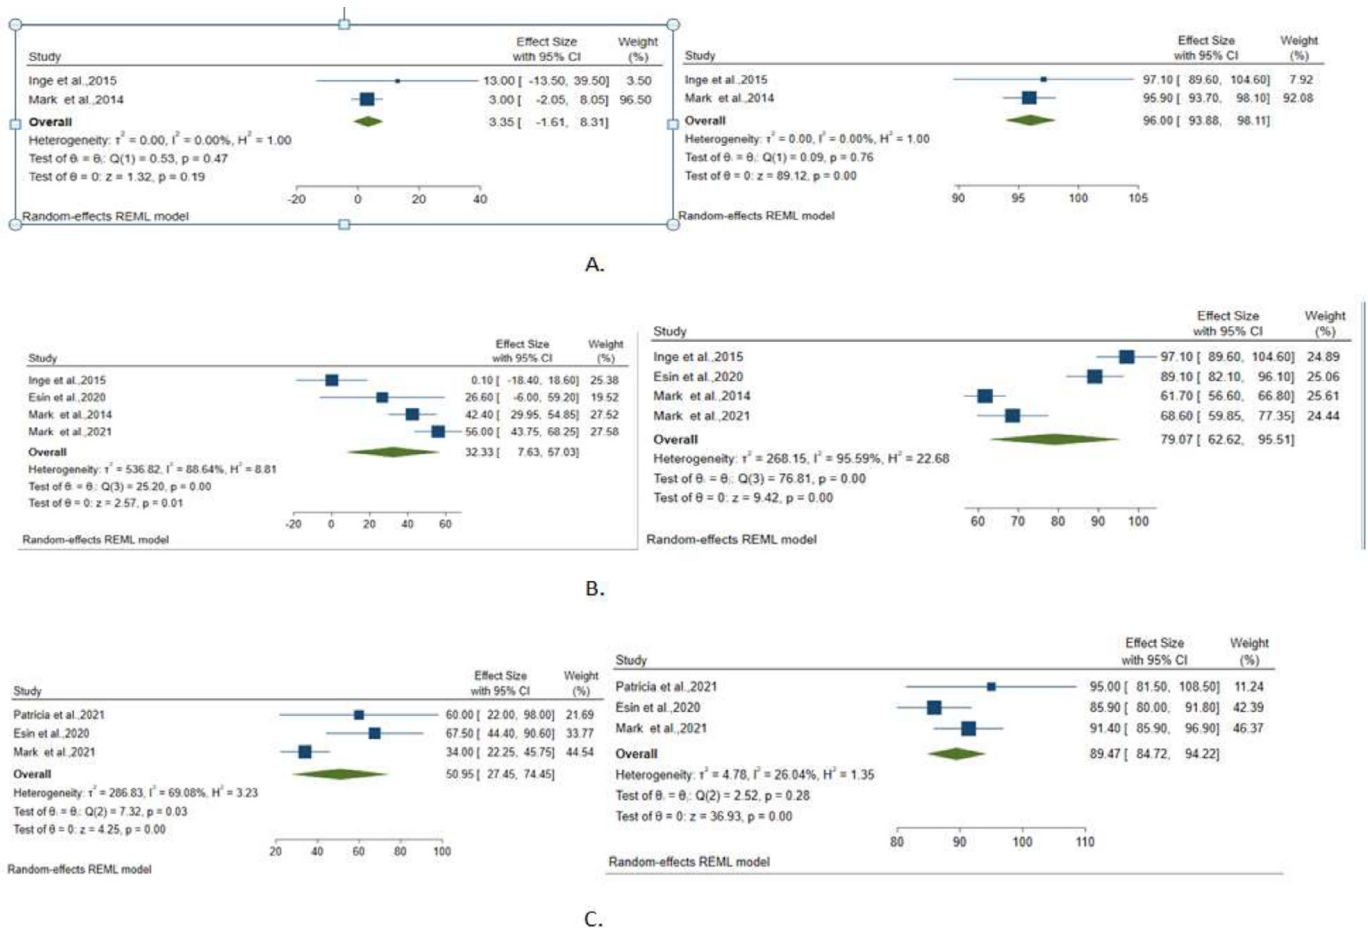 Effect Size Weight
Study with 95% CI (%)
Inge et al.,2015 13.00 [ -13.50, 39.50] 3.50
Mark et al.,2014 3.00 [ -2.05, 8.05] 96.50
Overall 3.35 [ -1.61, 8.31]
Heterogeneity: τ² = 0.00, I² = 0.00%, H² = 1.00
Test of θᵢ = θⱼ: Q(1) = 0.53, p = 0.47
Test of θ = 0: z = 1.32, p = 0.19
-20 0 20 40
Random-effects REML model
Effect Size Weight
Study with 95% CI (%)
Inge et al.,2015 97.10 [ 89.60, 104.60] 7.92
Mark et al.,2014 95.90 [ 93.70, 98.10] 92.08
Overall 96.00 [ 93.88, 98.11]
Heterogeneity: τ² = 0.00, I² = 0.00%, H² = 1.00
Test of θᵢ = θⱼ: Q(1) = 0.09, p = 0.76
Test of θ = 0: z = 89.12, p = 0.00
90 95 100 105
Random-effects REML model
A.
Effect Size Weight
Study with 95% CI (%)
Inge et al.,2015 0.10 [ -18.40, 18.60] 25.38
Esin et al.,2020 26.60 [ -6.00, 59.20] 19.52
Mark et al.,2014 42.40 [ 29.95, 54.85] 27.52
Mark et al.,2021 56.00 [ 43.75, 68.25] 27.58
Overall 32.33 [ 7.63, 57.03]
Heterogeneity: τ² = 536.82, I² = 88.64%, H² = 8.81
Test of θᵢ = θⱼ: Q(3) = 25.20, p = 0.00
Test of θ = 0: z = 2.57, p = 0.01
-20 0 20 40 60
Random-effects REML model
Effect Size Weight
Study with 95% CI (%)
Inge et al.,2015 97.10 [ 89.60, 104.60] 24.89
Esin et al.,2020 89.10 [ 82.10, 96.10] 25.06
Mark et al.,2014 61.70 [ 56.60, 66.80] 25.61
Mark et al.,2021 68.60 [ 59.85, 77.35] 24.44
Overall 79.07 [ 62.62, 95.51]
Heterogeneity: τ² = 268.15, I² = 95.59%, H² = 22.68
Test of θᵢ = θⱼ: Q(3) = 76.81, p = 0.00
Test of θ = 0: z = 9.42, p = 0.00
60 70 80 90 100
Random-effects REML model
B.
Effect Size Weight
Study with 95% CI (%)
Patricia et al.,2021 60.00 [ 22.00, 98.00] 21.69
Esin et al.,2020 67.50 [ 44.40, 90.60] 33.77
Mark et al.,2021 34.00 [ 22.25, 45.75] 44.54
Overall 50.95 [ 27.45, 74.45]
Heterogeneity: τ² = 286.83, I² = 69.08%, H² = 3.23
Test of θᵢ = θⱼ: Q(2) = 7.32, p = 0.03
Test of θ = 0: z = 4.25, p = 0.00
20 40 60 80 100
Random-effects REML model
Effect Size Weight
Study with 95% CI (%)
Patricia et al.,2021 95.00 [ 81.50, 108.50] 11.24
Esin et al.,2020 85.90 [ 80.00, 91.80] 42.39
Mark et al.,2021 91.40 [ 85.90, 96.90] 46.37
Overall 89.47 [ 84.72, 94.22]
Heterogeneity: τ² = 4.78, I² = 26.04%, H² = 1.35
Test of θᵢ = θⱼ: Q(2) = 2.52, p = 0.28
Test of θ = 0: z = 36.93, p = 0.00
80 90 100 110
Random-effects REML model
C.